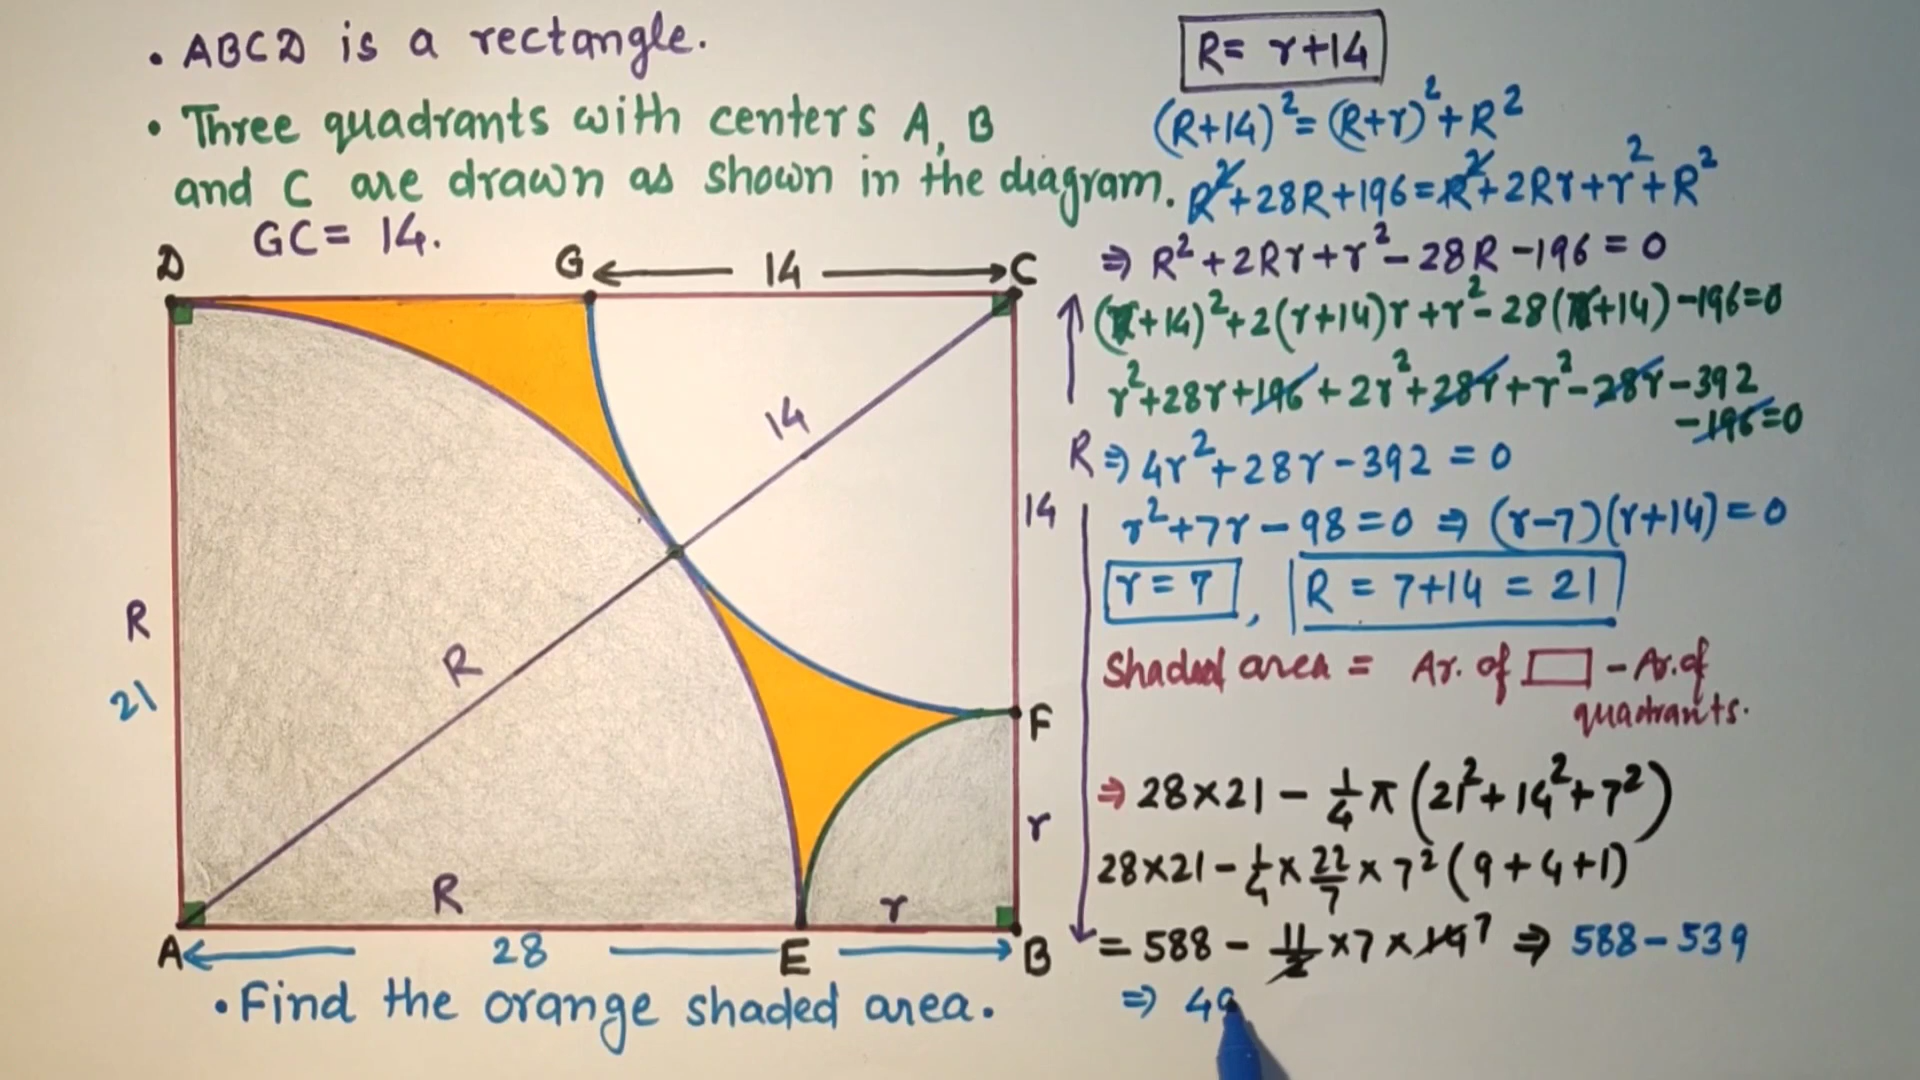 • ABCD is a rectangle.
• Three quadrants with centers A, B
and C are drawn as shown in the diagram.
GC = 14.
D G 14 C
14
14
R
21
R
F
r
R r
A 28 E B
• Find the orange shaded area.
R = r+14
(R+14)² = (R+r)² + R²
R² + 28R + 196 = R² + 2Rr + r² + R²
⇒ R² + 2Rr + r² - 28R - 196 = 0
(r+14)² + 2(r+14)r + r² - 28(r+14) - 196 = 0
r² + 28r + 196 + 2r² + 28r + r² - 28r - 392
- 196 = 0
R ⇒ 4r² + 28r - 392 = 0
r² + 7r - 98 = 0 ⇒ (r-7)(r+14) = 0
r = 7 , R = 7+14 = 21
Shaded area = Ar. of ▭ - Ar. of
quadrants.
⇒ 28×21 - 1/4 π (21² + 14² + 7²)
28×21 - 1/4 × 22/7 × 7² (9 + 4 + 1)
= 588 - 11/2 × 7 × 14 7 ⇒ 588 - 539
⇒ 49